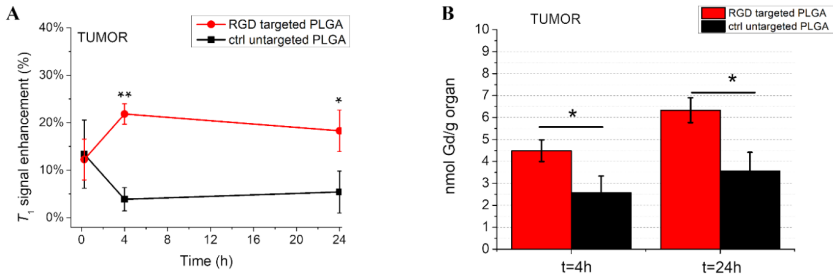 A
TUMOR
RGD targeted PLGA
ctrl untargeted PLGA
T1 signal enhancement (%)
40%
30%
20%
10%
0%
**
*
0
4
8
12
16
20
24
Time (h)
B
TUMOR
RGD targeted PLGA
ctrl untargeted PLGA
nmol Gd/g organ
10
9
8
7
6
5
4
3
2
1
0
*
*
t=4h
t=24h